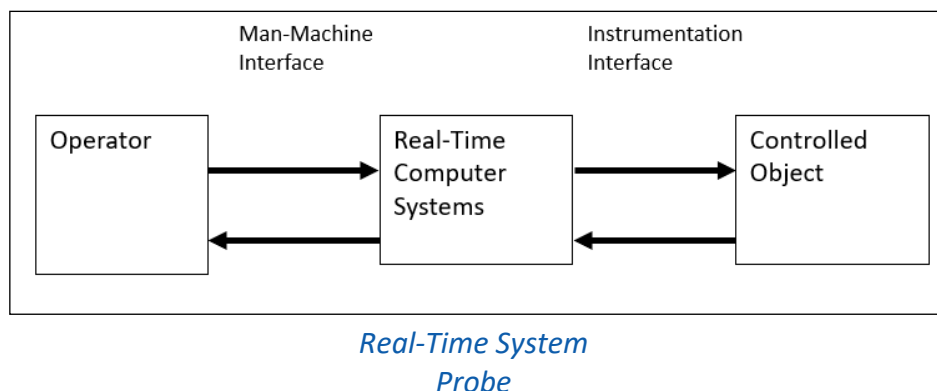 Man-Machine
Interface
Instrumentation
Interface
Operator
Real-Time
Computer
Systems
Controlled
Object
Real-Time System
Probe